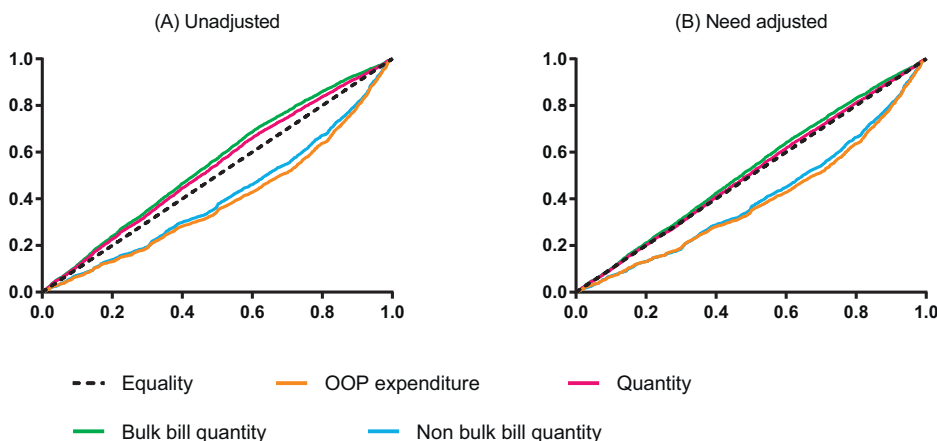 (A) Unadjusted
(B) Need adjusted
1.0
0.8
0.6
0.4
0.2
0.0
0.0 0.2 0.4 0.6 0.8 1.0
1.0
0.8
0.6
0.4
0.2
0.0
0.0 0.2 0.4 0.6 0.8 1.0
Equality OOP expenditure Quantity
Bulk bill quantity Non bulk bill quantity